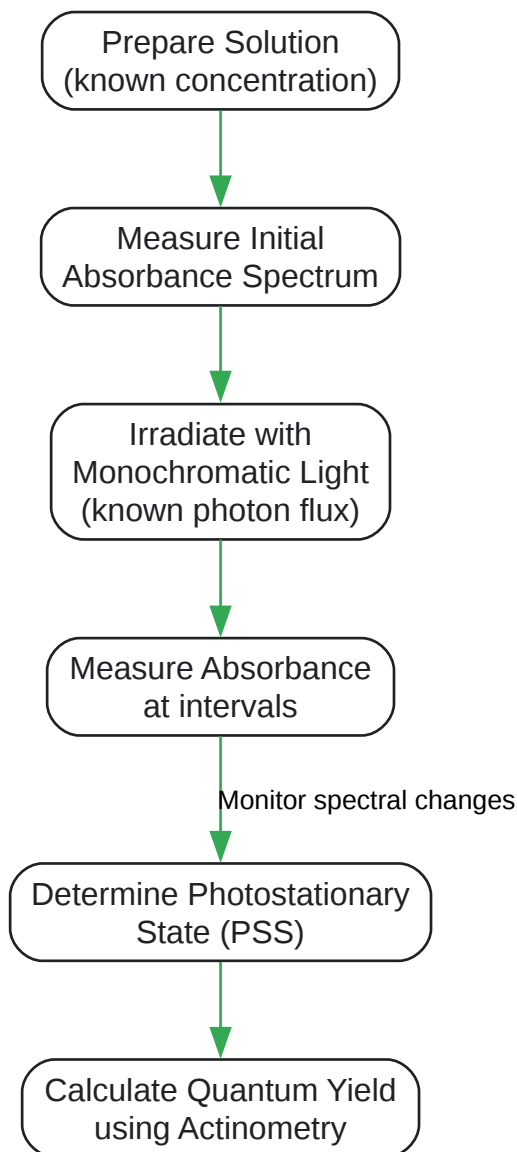 Prepare Solution
(known concentration)
Measure Initial
Absorbance Spectrum
Irradiate with
Monochromatic Light
(known photon flux)
Measure Absorbance
at intervals
Monitor spectral changes
Determine Photostationary
State (PSS)
Calculate Quantum Yield
using Actinometry